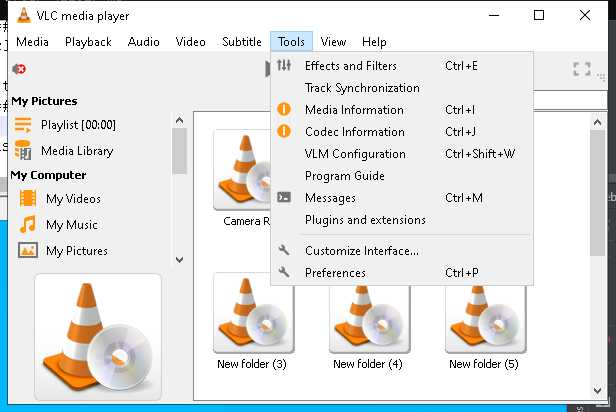 VLC media player
Media Playback Audio Video Subtitle Tools View Help
Effects and Filters Ctrl+E
Track Synchronization
Media Information Ctrl+I
Codec Information Ctrl+J
VLM Configuration Ctrl+Shift+W
Program Guide
Messages Ctrl+M
Plugins and extensions
Customize Interface...
Preferences Ctrl+P
My Pictures
Playlist [00:00]
Media Library
My Computer
My Videos
My Music
My Pictures
Camera R
New folder (3) New folder (4) New folder (5)